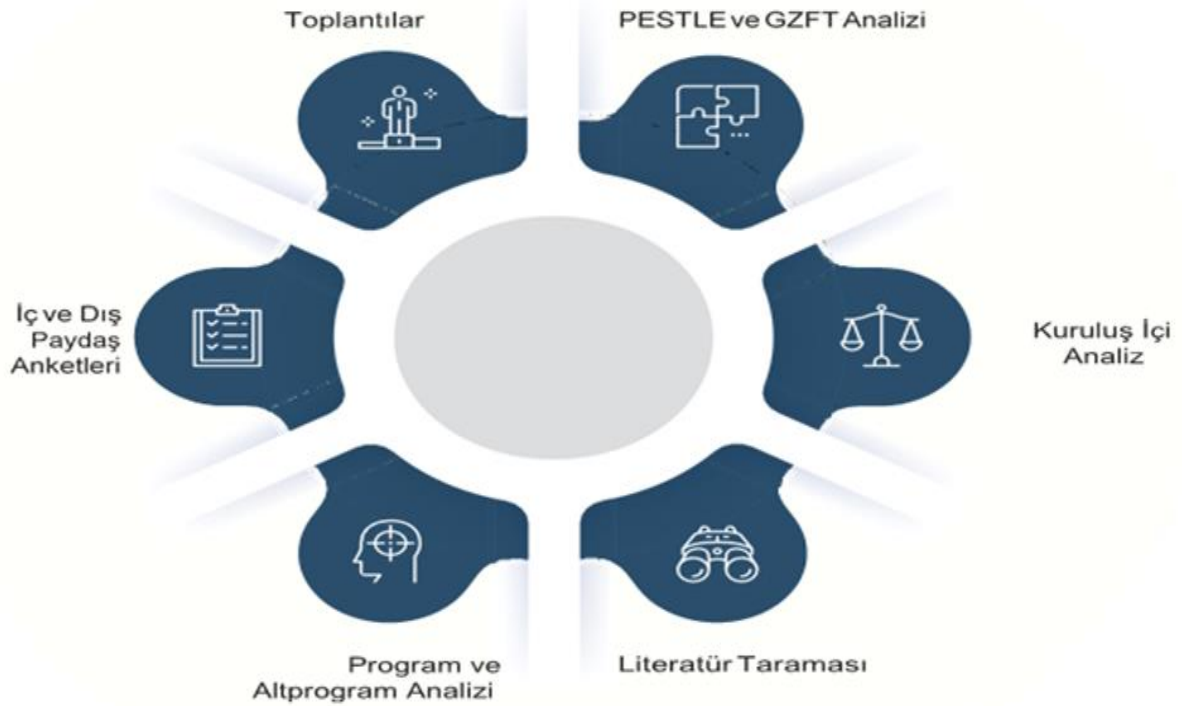 Toplantılar
PESTLE ve GZFT Analizi
İç ve Dış
Paydaş
Anketleri
Kuruluş İçi
Analiz
Program ve
Altprogram Analizi
Literatür Taraması